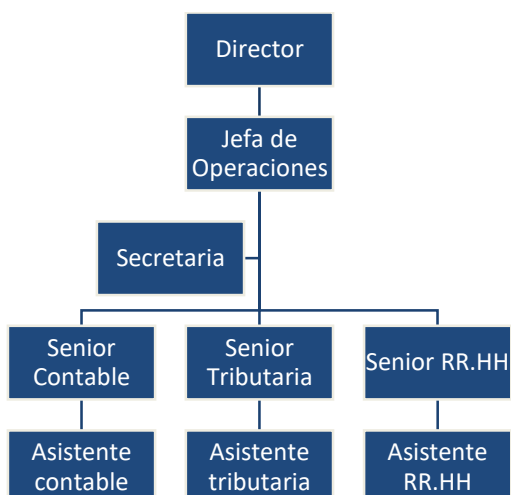 Director
Jefa de
Operaciones
Secretaria
Senior
Contable
Senior
Tributaria
Senior RR.HH
Asistente
contable
Asistente
tributaria
Asistente
RR.HH